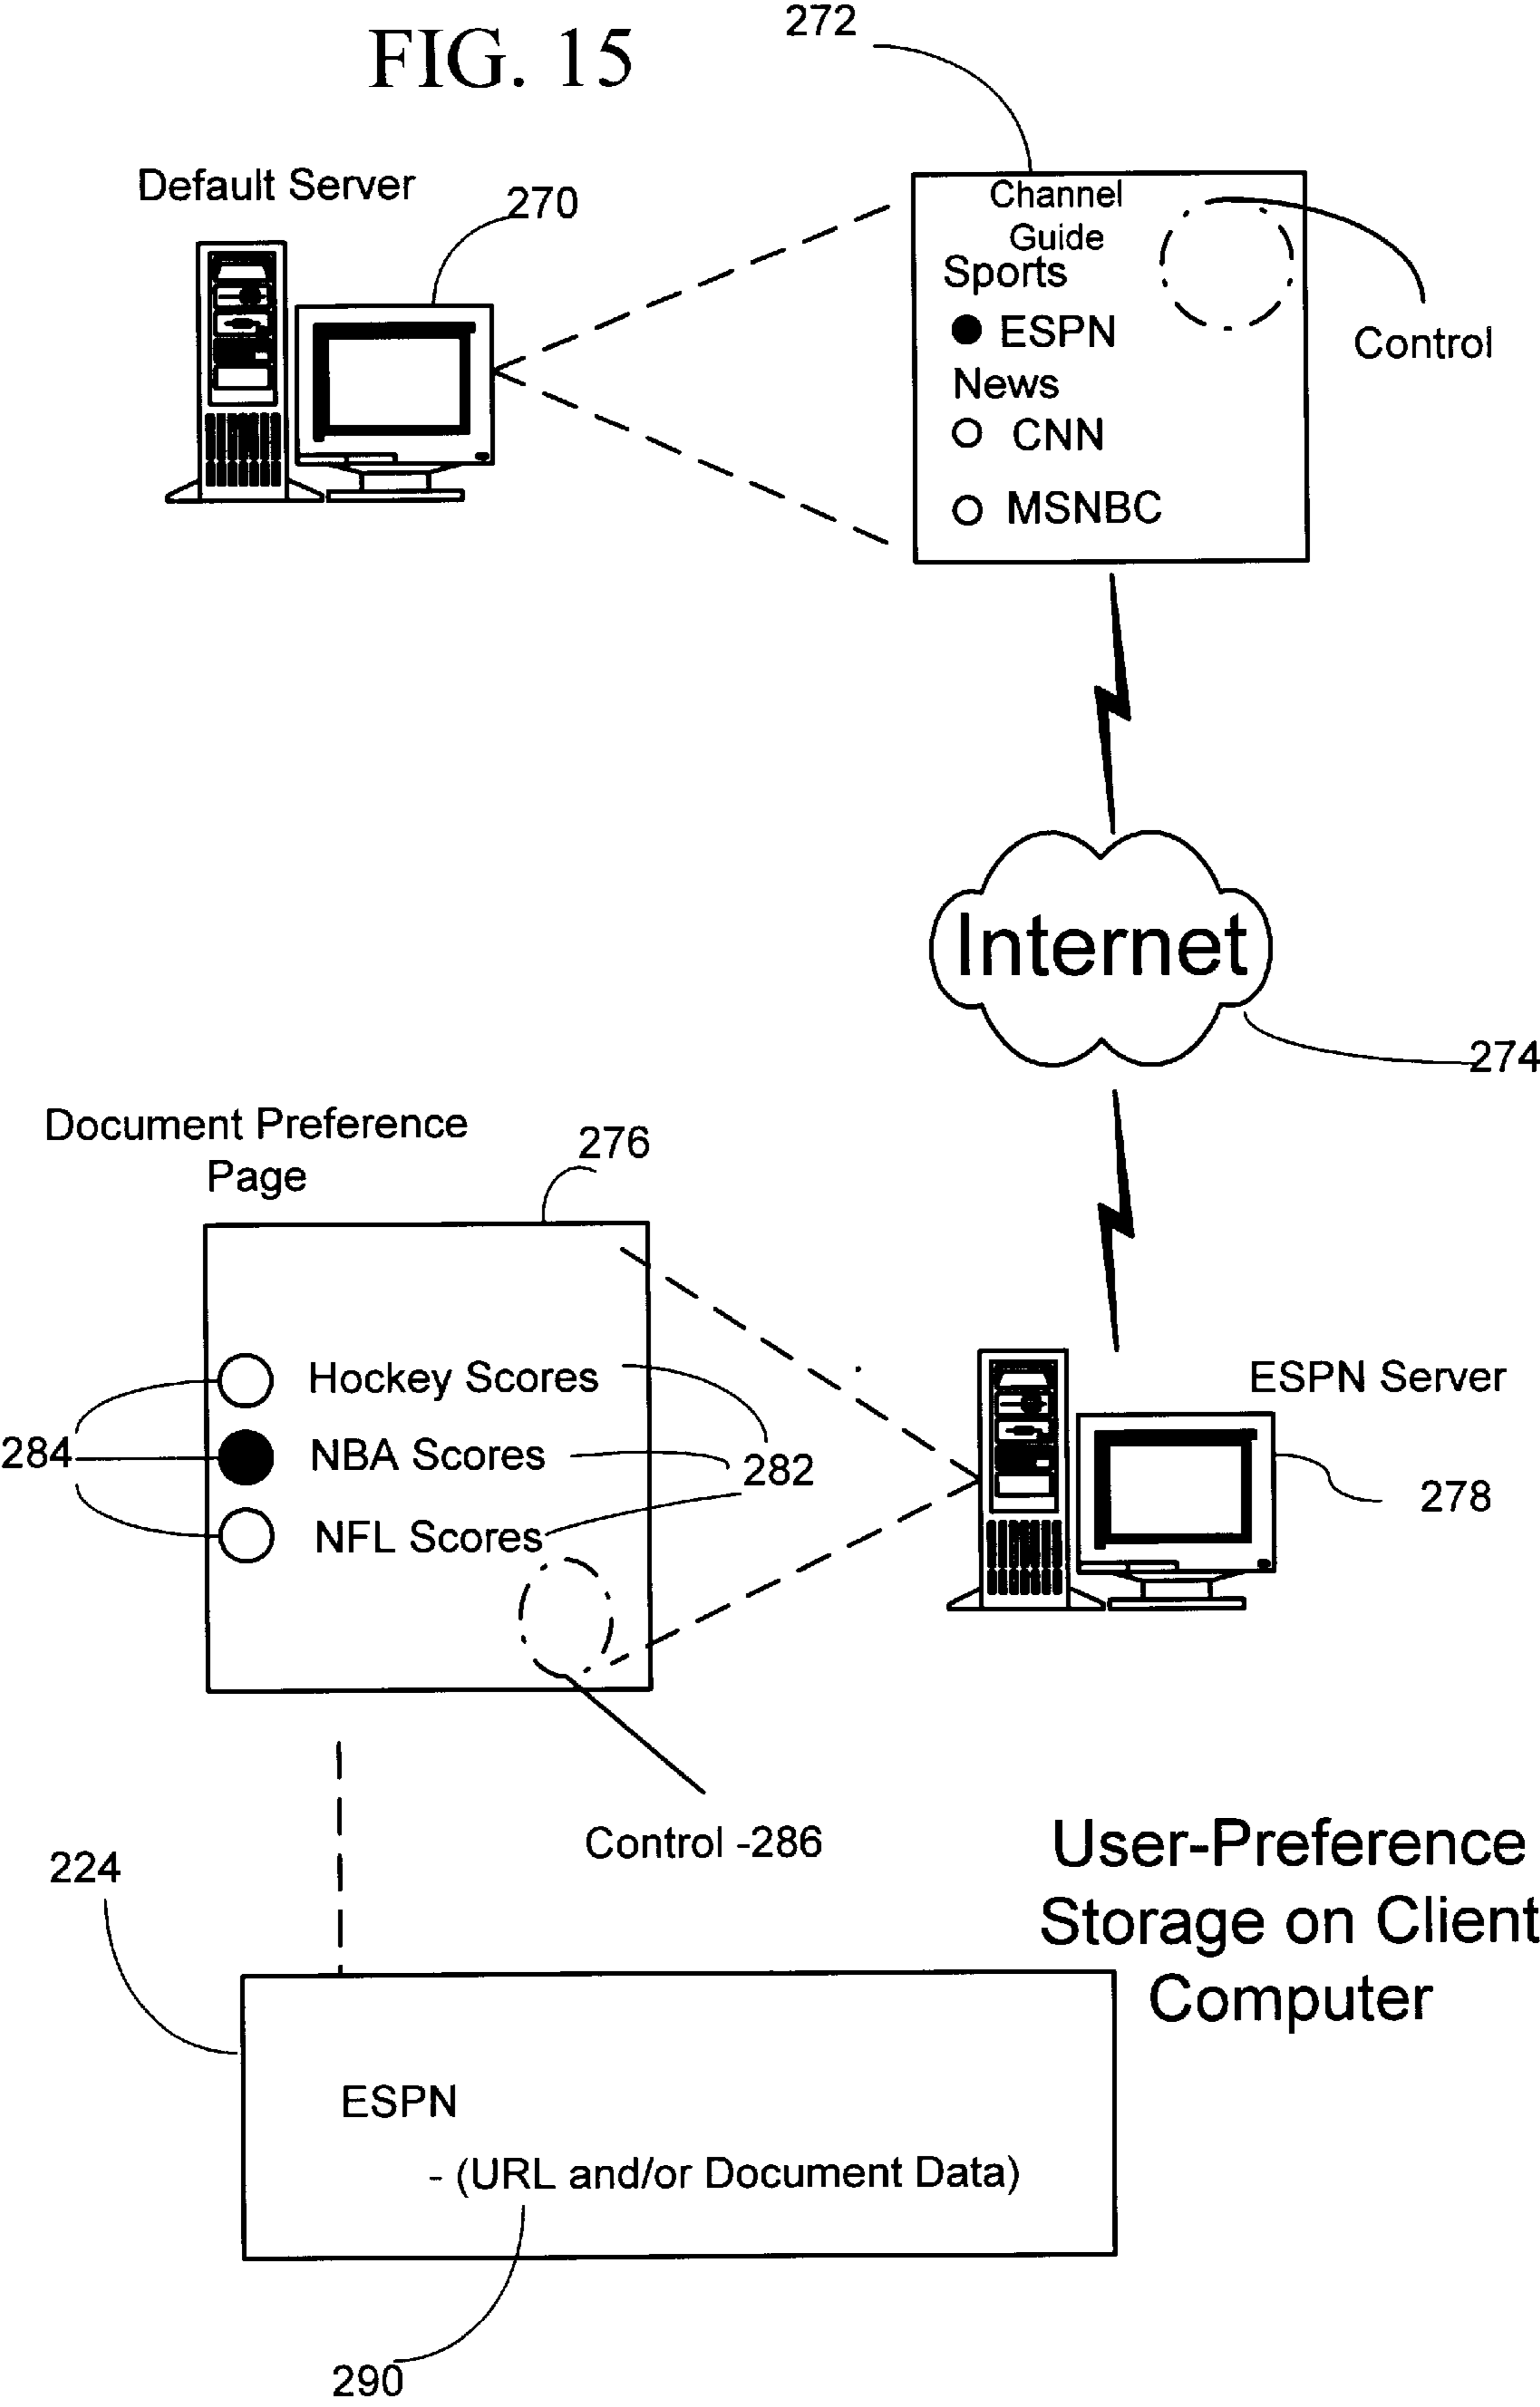 FIG. 15
272
Default Server
270
Channel
Guide
Sports
ESPN
News
CNN
MSNBC
Control
Internet
274
Document Preference
Page
276
Hockey Scores
NBA Scores
NFL Scores
284
282
ESPN Server
278
Control -286
224
User-Preference
Storage on Client
Computer
ESPN
- (URL and/or Document Data)
290